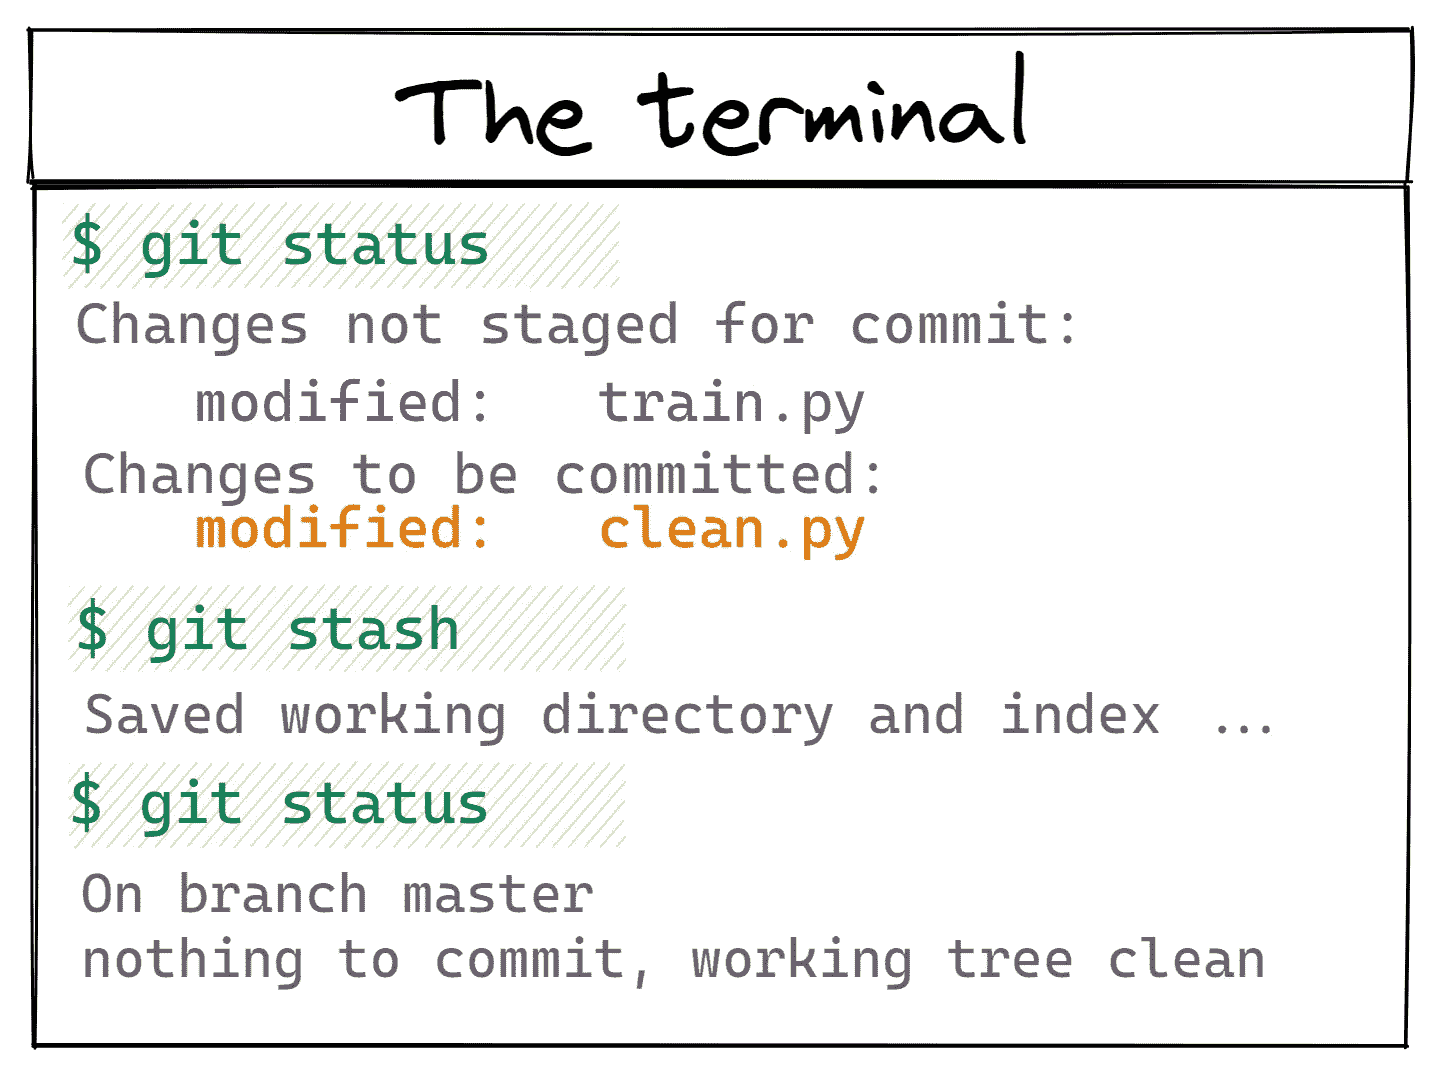 The terminal
$ git status
Changes not staged for commit:
modified: train.py
Changes to be committed:
modified: clean.py
$ git stash
Saved working directory and index ...
$ git status
On branch master
nothing to commit, working tree clean